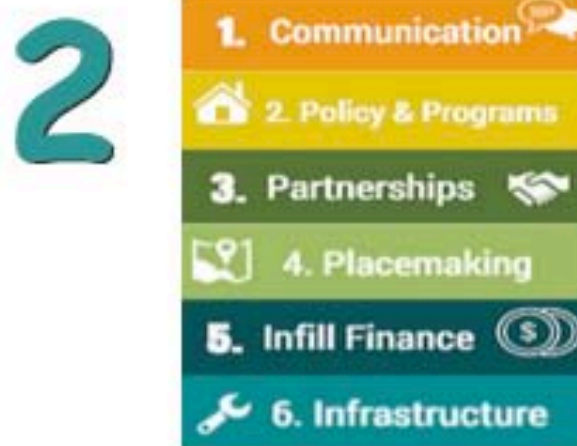 2
1. Communication
2. Policy & Programs
3. Partnerships
4. Placemaking
5. Infill Finance
$
6. Infrastructure